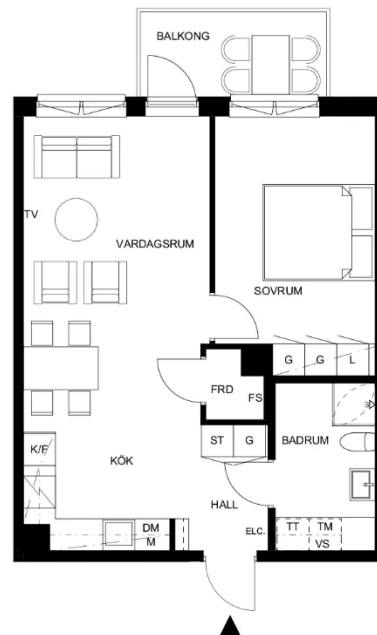 BALKONG
TV
VARDAGSRUM
SOVRUM
G G L
FRD
FS
ST G
BADRUM
K/F
KÖK
HALL
DM
M
ELC.
TT TM
VS